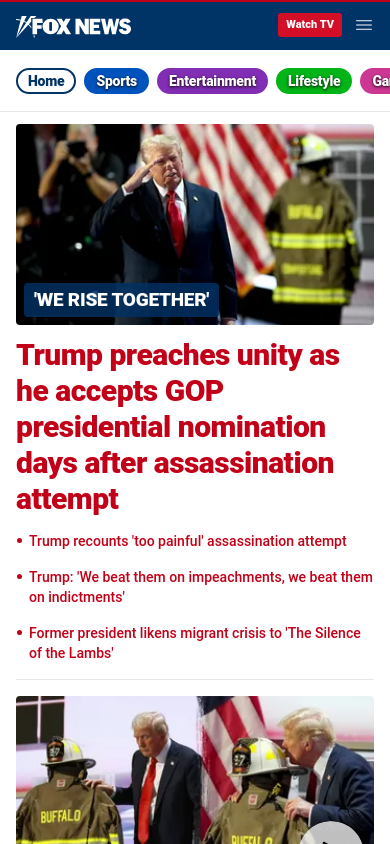 FOX NEWS
Watch TV
Home
Sports
Entertainment
Lifestyle
Ga
BUFFALO
'WE RISE TOGETHER'
Trump preaches unity as
he accepts GOP
presidential nomination
days after assassination
attempt
Trump recounts 'too painful' assassination attempt
Trump: 'We beat them on impeachments, we beat them
on indictments'
Former president likens migrant crisis to 'The Silence
of the Lambs'
BUFFALO
BUFFALO